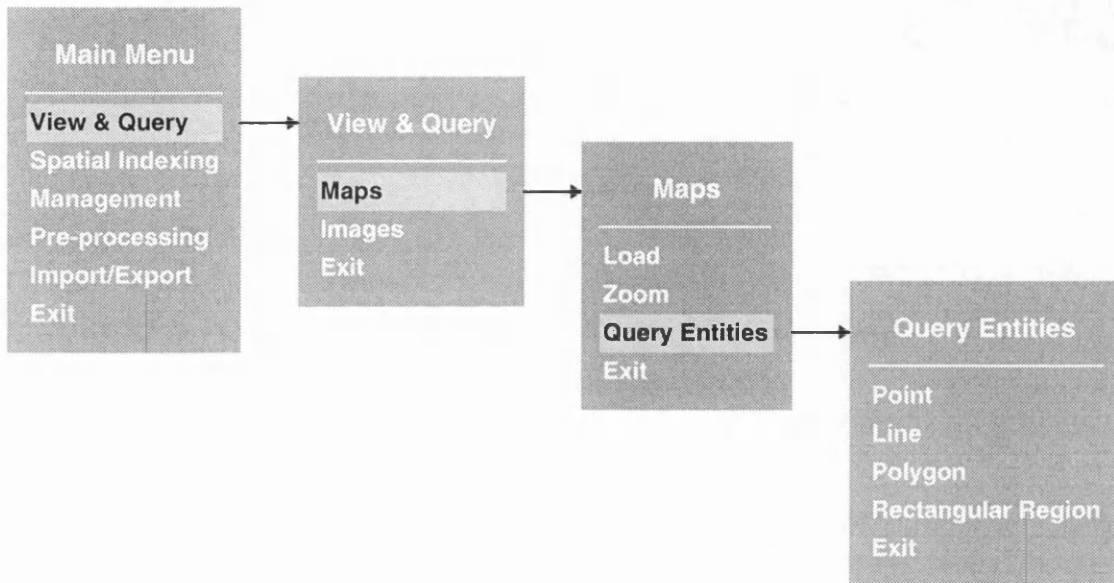 Main Menu
View & Query
Spatial Indexing
Management
Pre-processing
Import/Export
Exit
View & Query
Maps
Images
Exit
Maps
Load
Zoom
Query Entities
Exit
Query Entities
Point
Line
Polygon
Rectangular Region
Exit